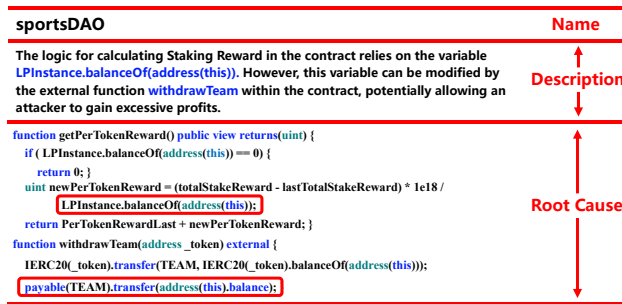 sportsDAO
Name
The logic for calculating Staking Reward in the contract relies on the variable
LPInstance.balanceOf(address(this)). However, this variable can be modified by
the external function withdrawTeam within the contract, potentially allowing an
attacker to gain excessive profits.
Description
function getPerTokenReward() public view returns(uint) {
if ( LPInstance.balanceOf(address(this)) == 0) {
return 0; }
uint newPerTokenReward = (totalStakeReward - lastTotalStakeReward) * 1e18 /
LPInstance.balanceOf(address(this));
return PerTokenRewardLast + newPerTokenReward; }
function withdrawTeam(address _token) external {
IERC20(_token).transfer(TEAM, IERC20(_token).balanceOf(address(this)));
payable(TEAM).transfer(address(this).balance);
Root Cause